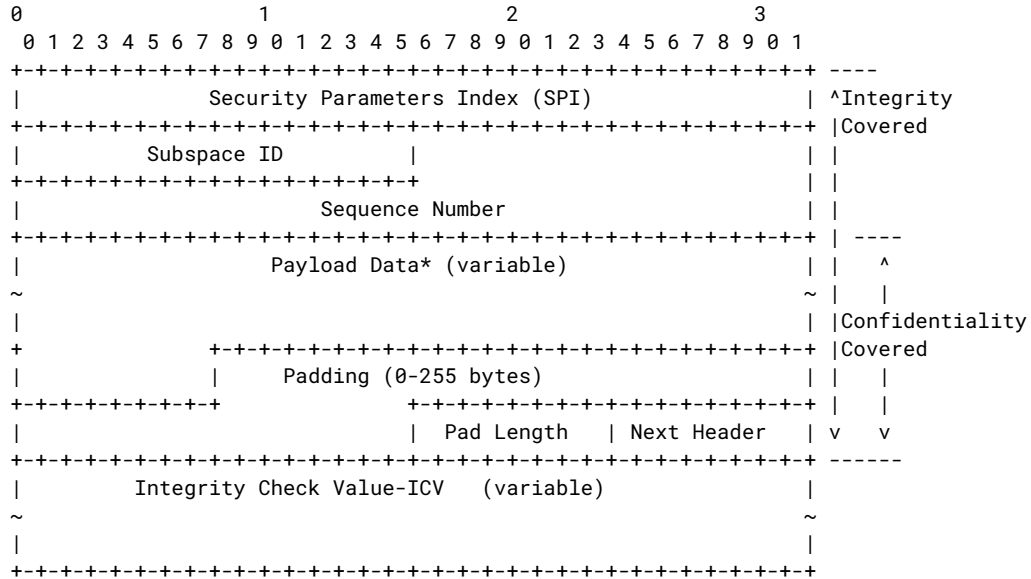 0                   1                   2                   3
 0 1 2 3 4 5 6 7 8 9 0 1 2 3 4 5 6 7 8 9 0 1 2 3 4 5 6 7 8 9 0 1
+-+-+-+-+-+-+-+-+-+-+-+-+-+-+-+-+-+-+-+-+-+-+-+-+-+-+-+-+-+-+-+-+ ----
|               Security Parameters Index (SPI)                 | ^Integrity
+-+-+-+-+-+-+-+-+-+-+-+-+-+-+-+-+-+-+-+-+-+-+-+-+-+-+-+-+-+-+-+-+ |Covered
|          Subspace ID          |                               | |
+-+-+-+-+-+-+-+-+-+-+-+-+-+-+-+-+                               | |
|                        Sequence Number                        | |
+-+-+-+-+-+-+-+-+-+-+-+-+-+-+-+-+-+-+-+-+-+-+-+-+-+-+-+-+-+-+-+-+ | ----
|                    Payload Data* (variable)                   | |   ^
~                                                               ~ |   |
|                                                               | |Confidentiality
+               +-+-+-+-+-+-+-+-+-+-+-+-+-+-+-+-+-+-+-+-+-+-+-+-+ |Covered
|               |     Padding (0-255 bytes)                     | |   |
+-+-+-+-+-+-+-+-+               +-+-+-+-+-+-+-+-+-+-+-+-+-+-+-+-+ |   |
|                               |  Pad Length   | Next Header   | v   v
+-+-+-+-+-+-+-+-+-+-+-+-+-+-+-+-+-+-+-+-+-+-+-+-+-+-+-+-+-+-+-+-+ ------
|         Integrity Check Value-ICV   (variable)                |
~                                                               ~
|                                                               |
+-+-+-+-+-+-+-+-+-+-+-+-+-+-+-+-+-+-+-+-+-+-+-+-+-+-+-+-+-+-+-+-+